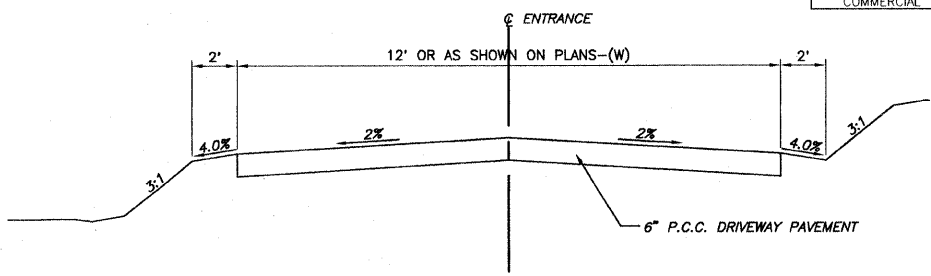 COMMERCIAL
℄ ENTRANCE
2'
12' OR AS SHOWN ON PLANS-(W)
2'
4.0%
2%
2%
4.0%
3:1
3:1
6" P.C.C. DRIVEWAY PAVEMENT